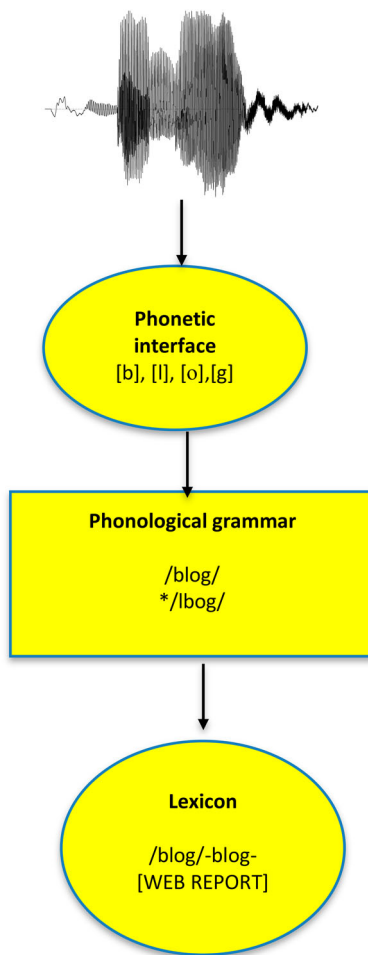 Phonetic
interface
[b], [l], [o],[g]
Phonological grammar
/blog/
*/lbog/
Lexicon
/blog/-blog-
[WEB REPORT]